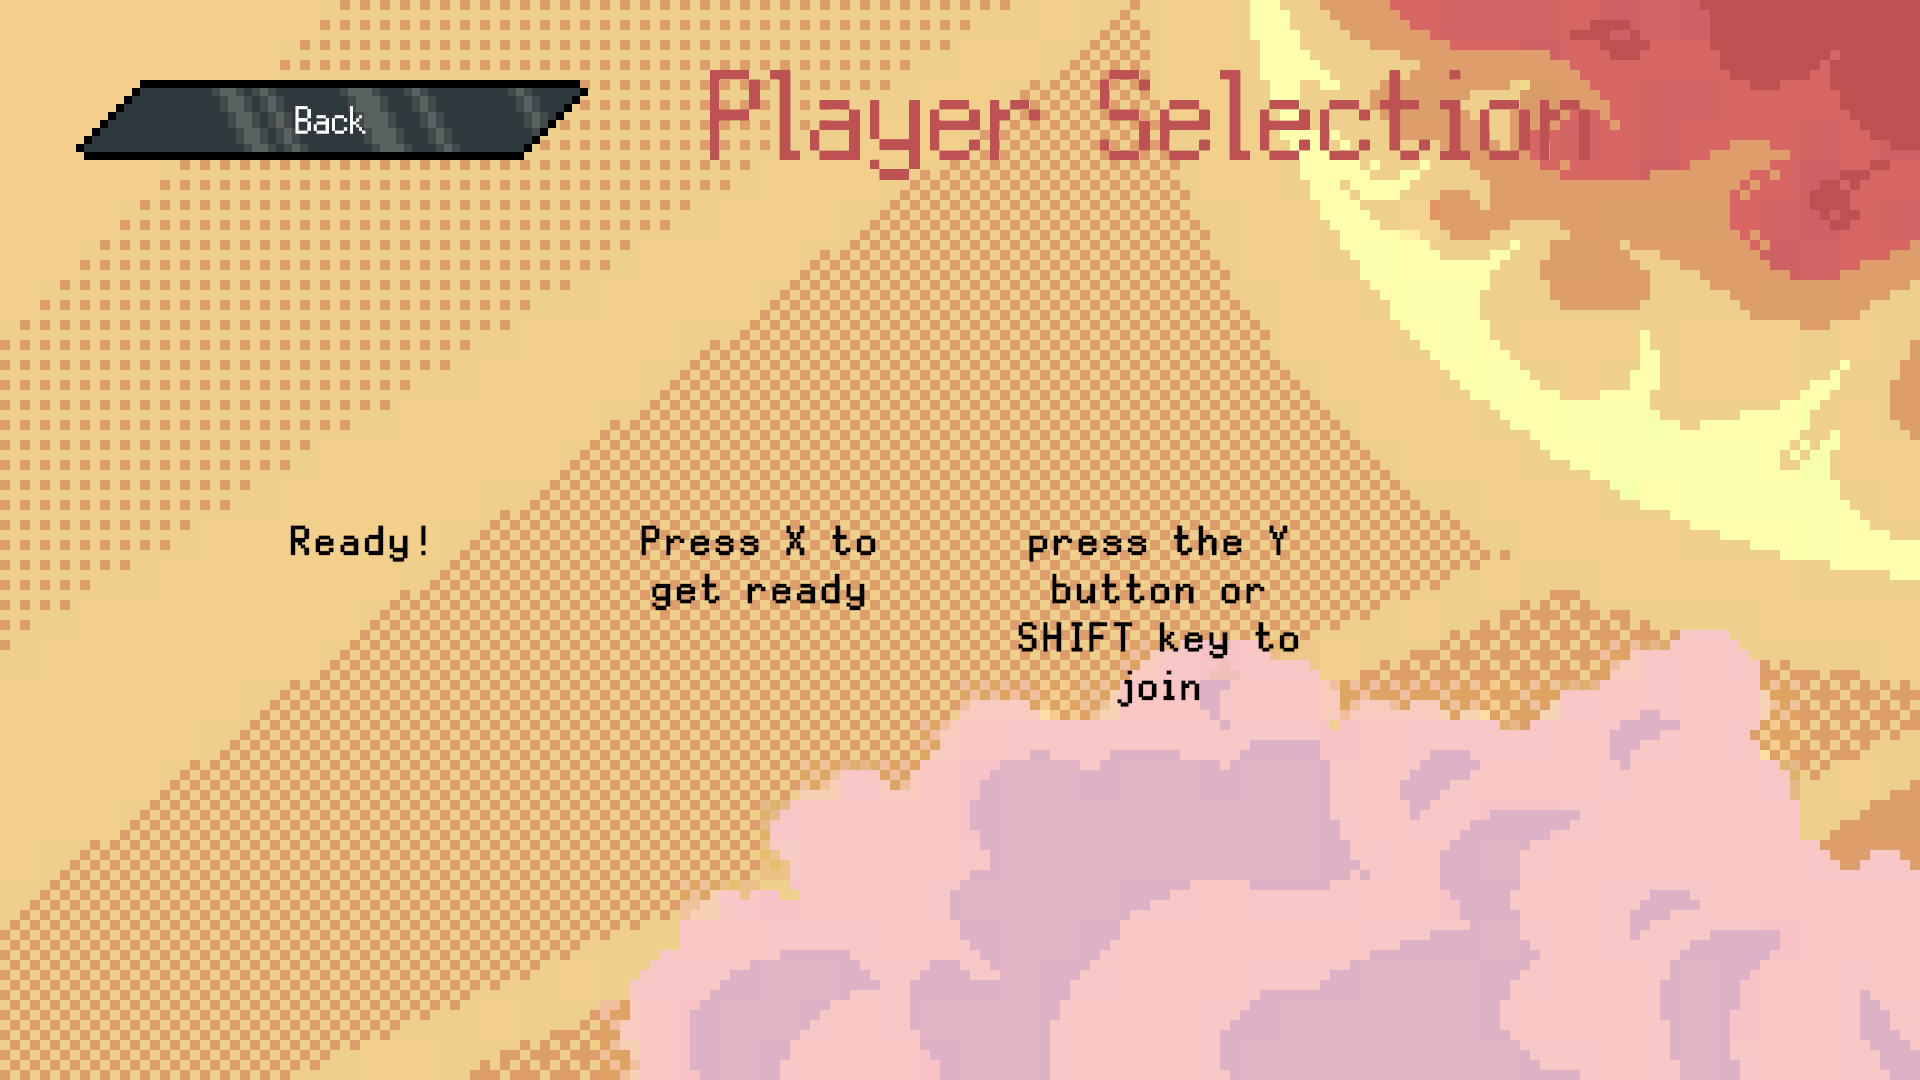 Back
Player Selection
Ready!
Press X to
get ready
press the Y
button or
SHIFT key to
join